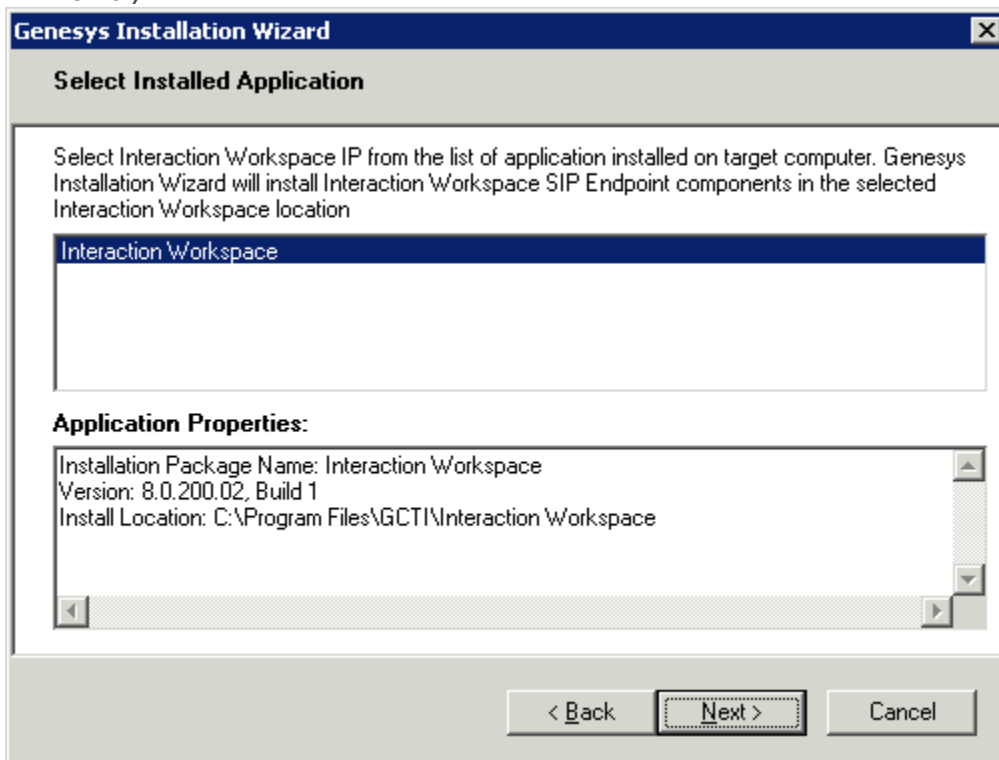 Genesys Installation Wizard
Select Installed Application
Select Interaction Workspace IP from the list of application installed on target computer. Genesys
Installation Wizard will install Interaction Workspace SIP Endpoint components in the selected
Interaction Workspace location
Interaction Workspace
Application Properties:
Installation Package Name: Interaction Workspace
Version: 8.0.200.02, Build 1
Install Location: C:\Program Files\GCTI\Interaction Workspace
< Back
Next >
Cancel